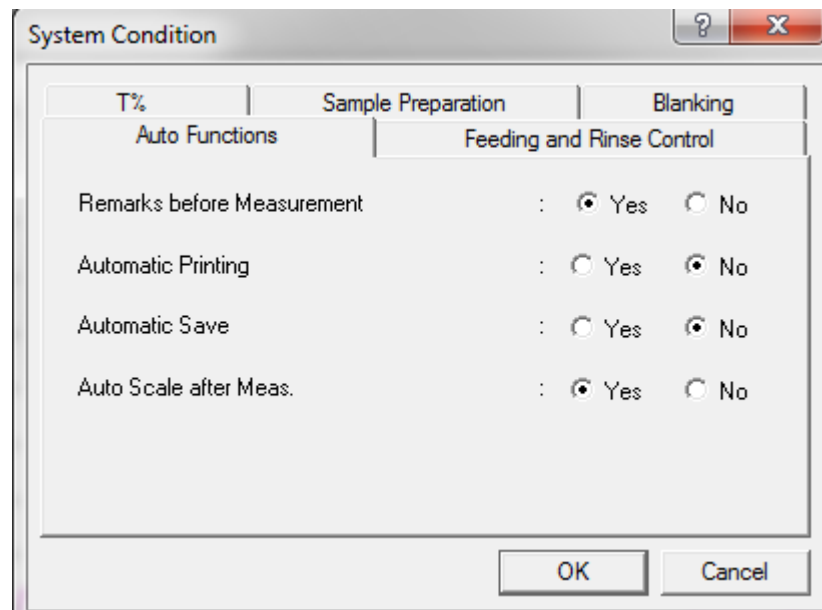 System Condition
T% Sample Preparation Blanking
Auto Functions Feeding and Rinse Control
Remarks before Measurement : Yes No
Automatic Printing : Yes No
Automatic Save : Yes No
Auto Scale after Meas. : Yes No
OK Cancel